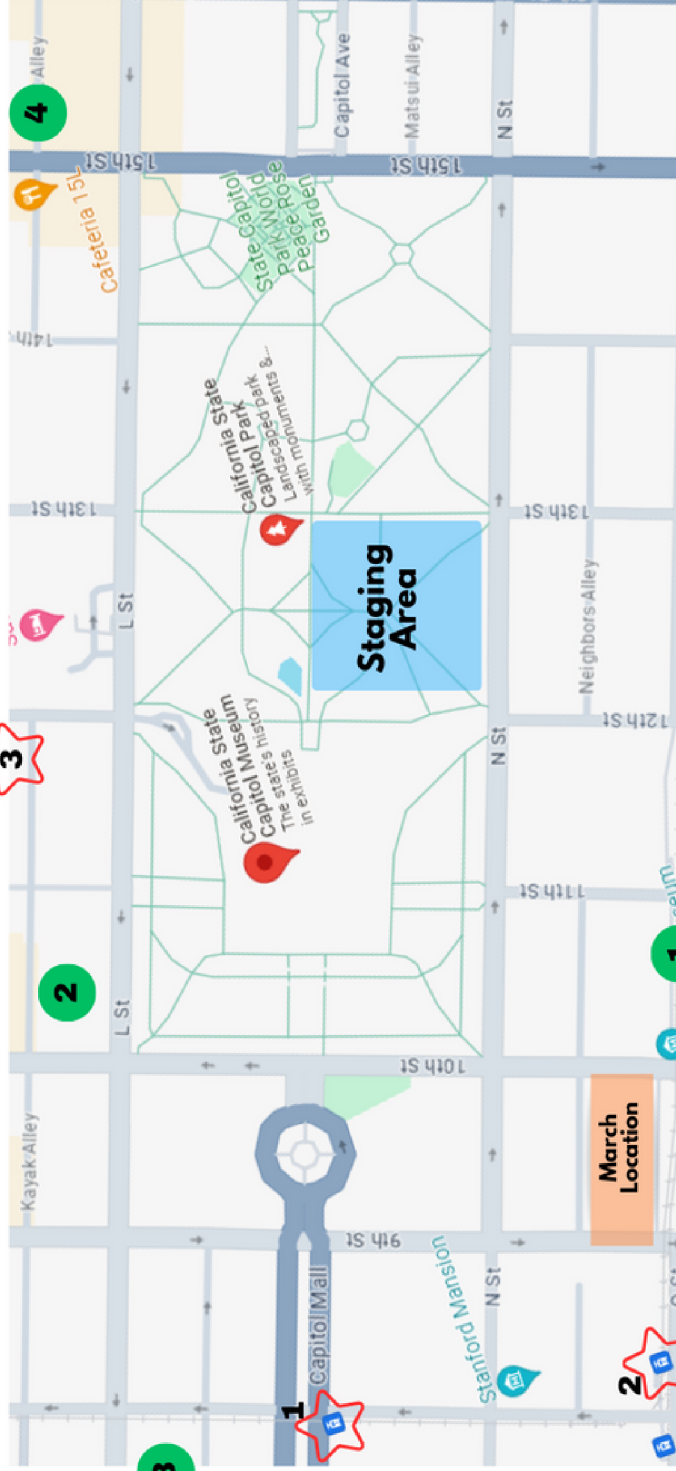 3
Kayak Alley
2
3
Alley
4
14th
13th St
Cafeteria 15L
L St
L St
15th St
California State
Capitol Museum
The state's history
in exhibits
California State
Capitol Park
Landscaped park
with monuments &...
State Capitol
Park World
Peace Rose
Garden
1
Capitol Mall
Capitol Ave
9th St
10th St
Staging
Area
Matsui Alley
15th St
Stanford Mansion
N St
N St
N St
11th St
12th St
13th St
Neighbors Alley
March
Location
2
1